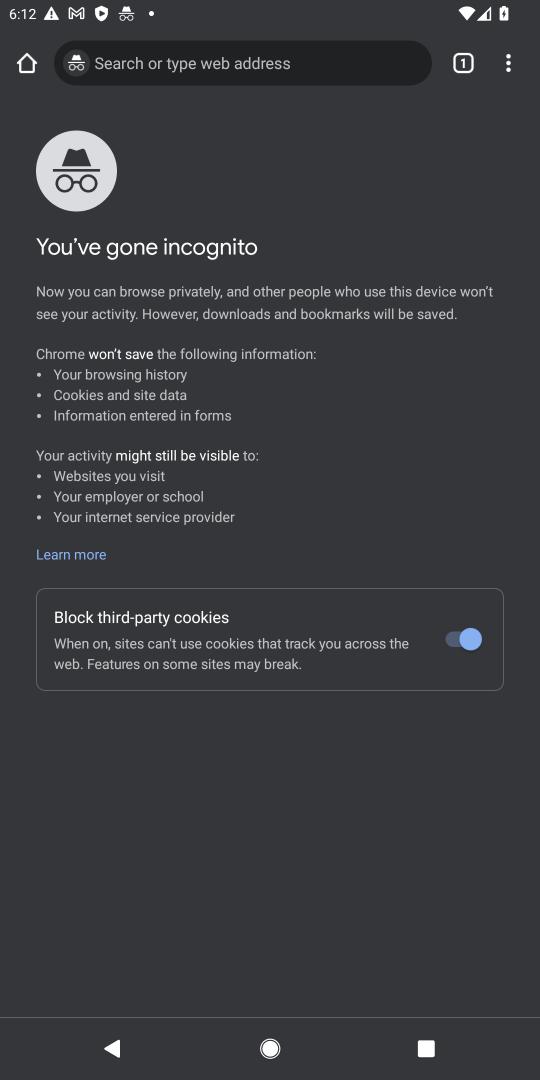 6:12
Search or type web address
1
You’ve gone incognito
Now you can browse privately, and other people who use this device won’t
see your activity. However, downloads and bookmarks will be saved.
Chrome won’t save the following information:
• Your browsing history
• Cookies and site data
• Information entered in forms
Your activity might still be visible to:
• Websites you visit
• Your employer or school
• Your internet service provider
Learn more
Block third-party cookies
When on, sites can't use cookies that track you across the
web. Features on some sites may break.